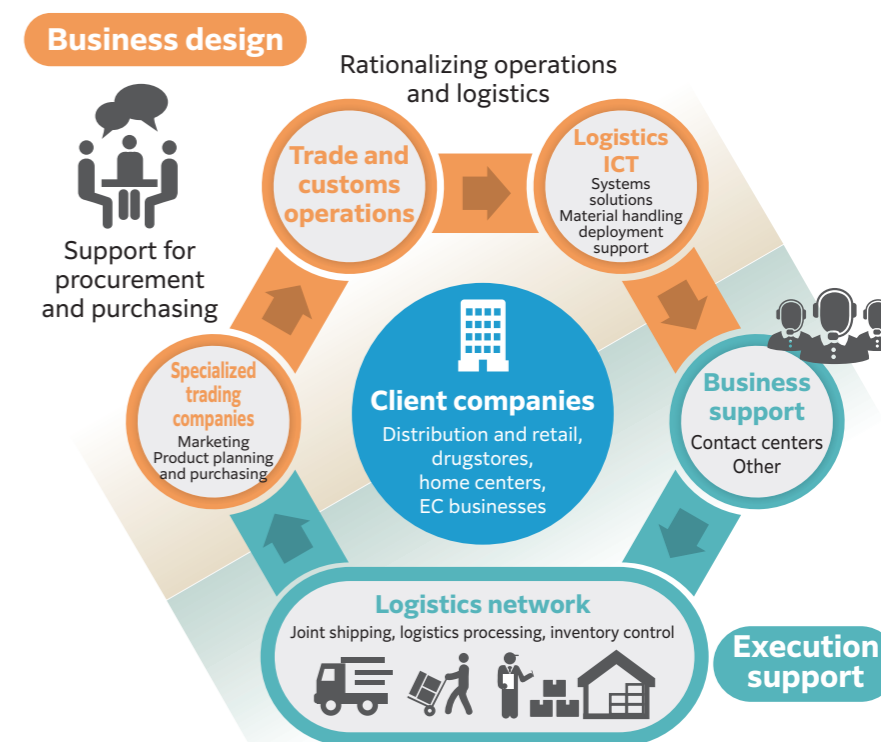 Business design
Rationalizing operations
and logistics
Support for
procurement
and purchasing
Trade and
customs
operations
Logistics
ICT
Systems
solutions
Material handling
deployment
support
Specialized
trading
companies
Marketing
Product planning
and purchasing
Client companies
Distribution and retail,
drugstores,
home centers,
EC businesses
Business
support
Contact centers
Other
Logistics network
Joint shipping, logistics processing, inventory control
Execution
support